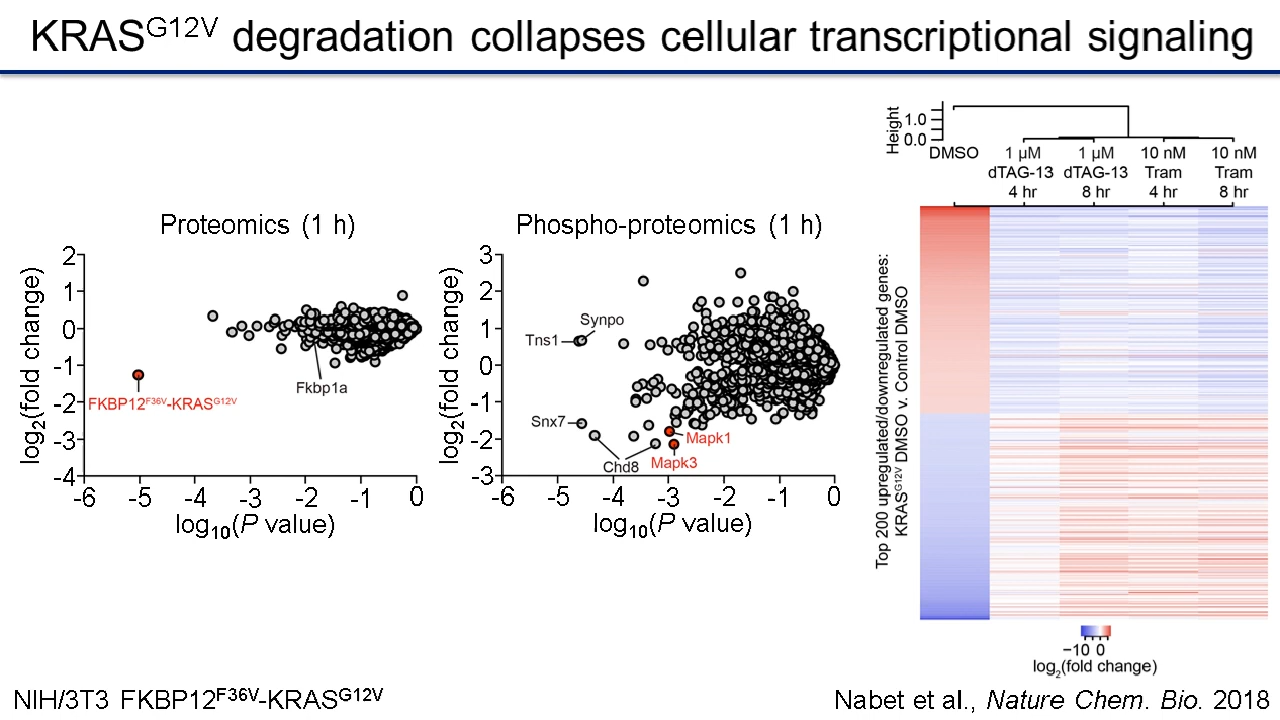 KRASG12V degradation collapses cellular transcriptional signaling
Proteomics (1 h)
log2(fold change)
2
1
0
-1
-2
-3
-4
Fkbp1a
FKBP12F36V-KRASG12V
-6 -5 -4 -3 -2 -1 0
log10(P value)
Phospho-proteomics (1 h)
log2(fold change)
3
2
1
0
-1
-2
-3
Synpo
Tns1
Snx7
Chd8
Mapk1
Mapk3
-6 -5 -4 -3 -2 -1 0
log10(P value)
Height
1.0
0.0
DMSO
1 µM
dTAG-13
4 hr
1 µM
dTAG-13
8 hr
10 nM
Tram
4 hr
10 nM
Tram
8 hr
Top 200 upregulated/downregulated genes:
KRASG12V DMSO v. Control DMSO
−10 0
log2(fold change)
NIH/3T3 FKBP12F36V-KRASG12V
Nabet et al., Nature Chem. Bio. 2018